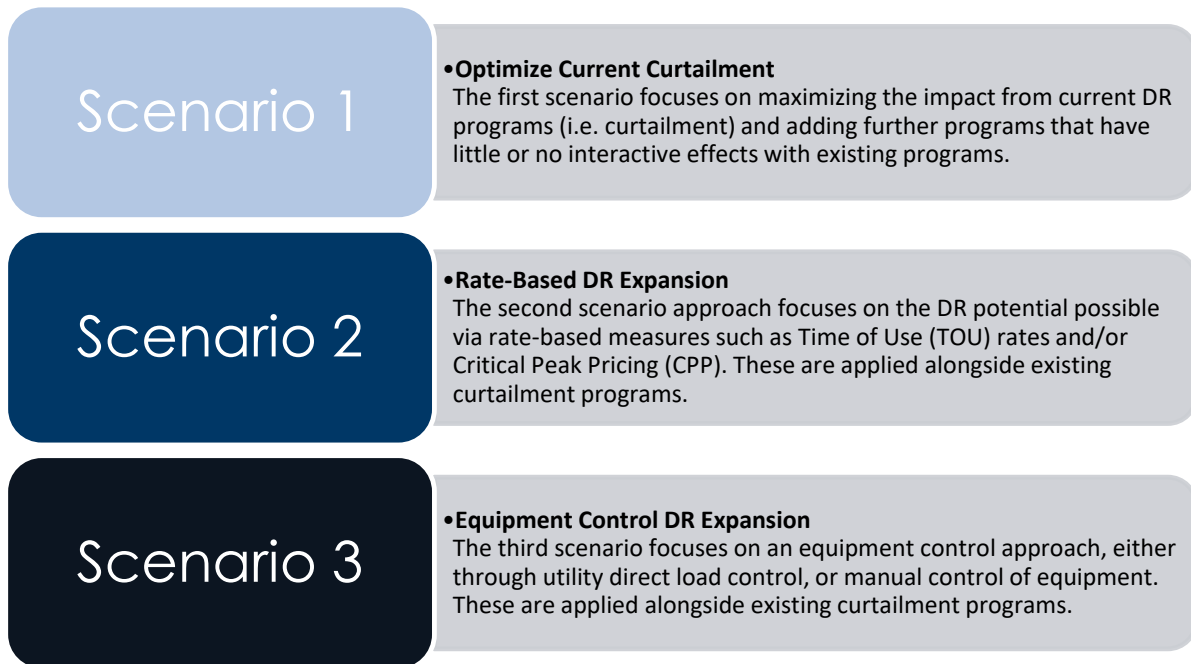 Scenario 1
•Optimize Current Curtailment
The first scenario focuses on maximizing the impact from current DR
programs (i.e. curtailment) and adding further programs that have
little or no interactive effects with existing programs.
Scenario 2
•Rate-Based DR Expansion
The second scenario approach focuses on the DR potential possible
via rate-based measures such as Time of Use (TOU) rates and/or
Critical Peak Pricing (CPP). These are applied alongside existing
curtailment programs.
Scenario 3
•Equipment Control DR Expansion
The third scenario focuses on an equipment control approach, either
through utility direct load control, or manual control of equipment.
These are applied alongside existing curtailment programs.